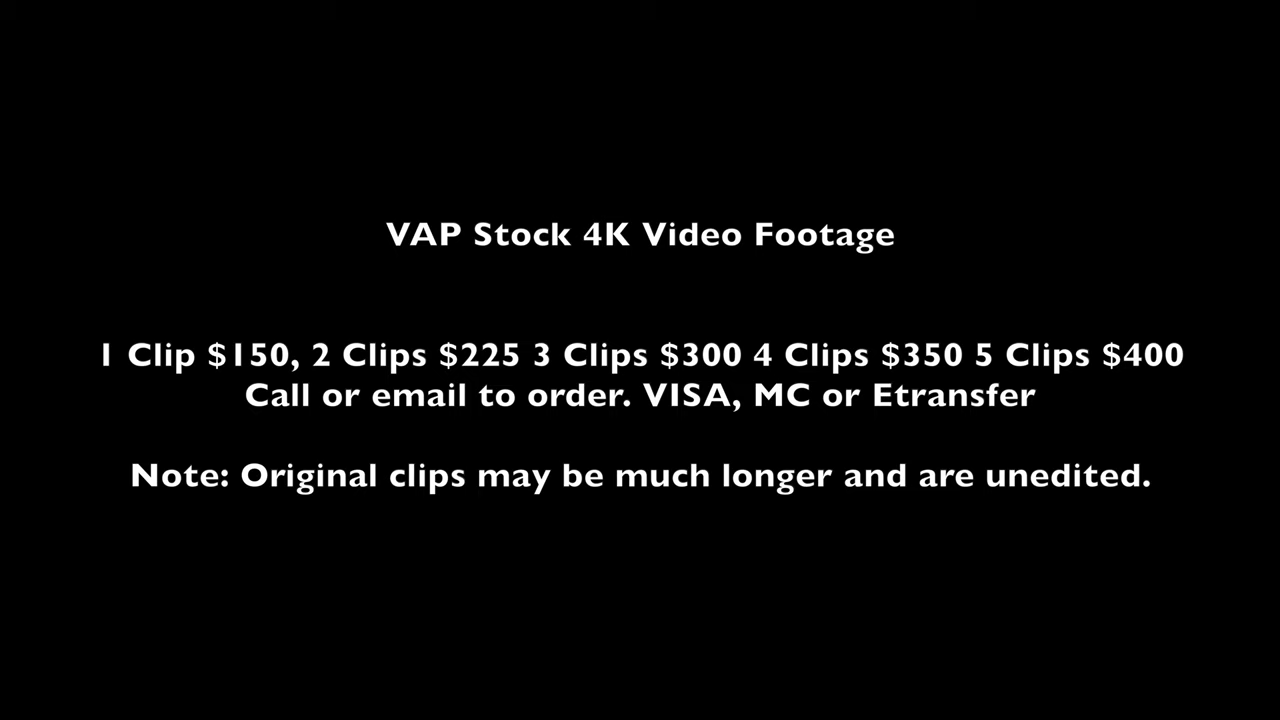 VAP Stock 4K Video Footage
1 Clip $150, 2 Clips $225 3 Clips $300 4 Clips $350 5 Clips $400
Call or email to order. VISA, MC or Etransfer
Note: Original clips may be much longer and are unedited.